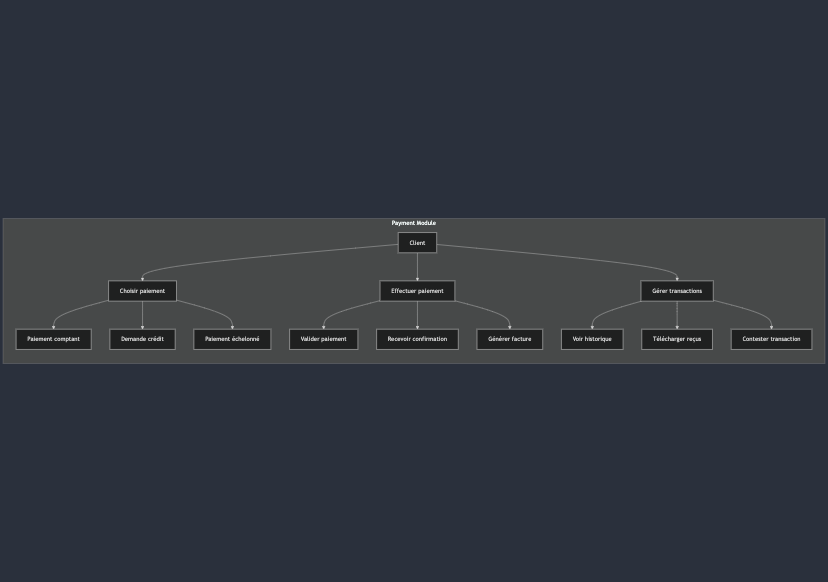 Payment Module
Client
Choisir paiement
Effectuer paiement
Gérer transactions
Paiement comptant
Demande crédit
Paiement échelonné
Valider paiement
Recevoir confirmation
Générer facture
Voir historique
Télécharger reçus
Contester transaction